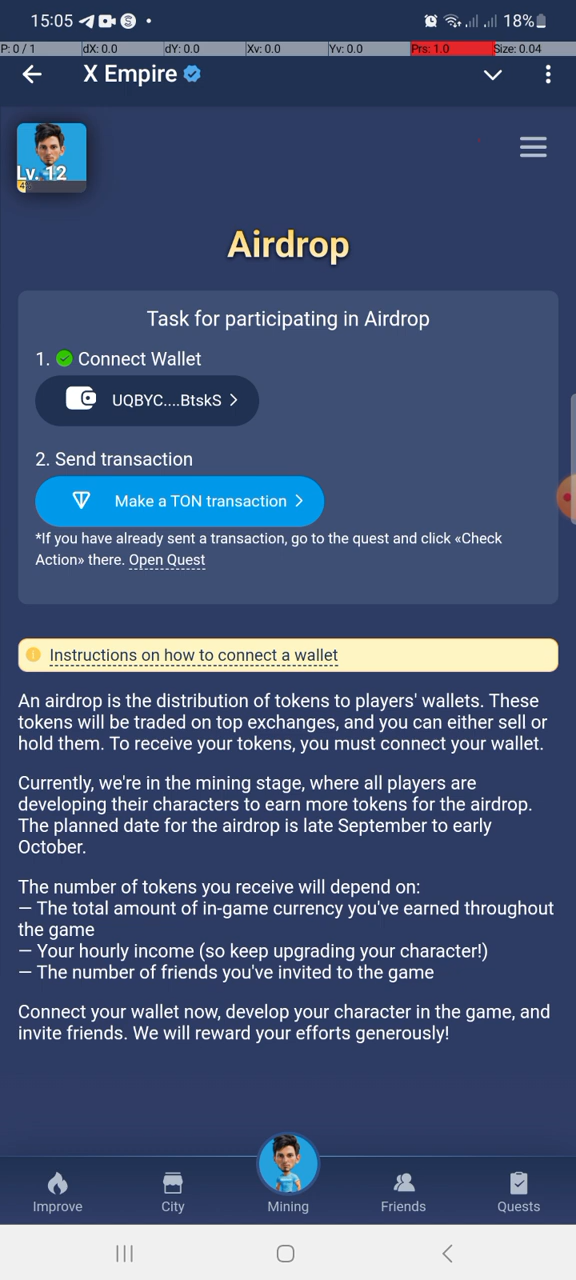 15:05 18%
P: 0 / 1 dX: 0.0 dY: 0.0 Xv: 0.0 Yv: 0.0 Prs: 1.0 Size: 0.04
X Empire
Lv. 12
Airdrop
Task for participating in Airdrop
1. Connect Wallet
UQBYC....BtskS
2. Send transaction
Make a TON transaction
*If you have already sent a transaction, go to the quest and click «Check
Action» there. Open Quest
Instructions on how to connect a wallet
An airdrop is the distribution of tokens to players' wallets. These
tokens will be traded on top exchanges, and you can either sell or
hold them. To receive your tokens, you must connect your wallet.
Currently, we're in the mining stage, where all players are
developing their characters to earn more tokens for the airdrop.
The planned date for the airdrop is late September to early
October.
The number of tokens you receive will depend on:
— The total amount of in-game currency you've earned throughout
the game
— Your hourly income (so keep upgrading your character!)
— The number of friends you've invited to the game
Connect your wallet now, develop your character in the game, and
invite friends. We will reward your efforts generously!
Improve City Mining Friends Quests